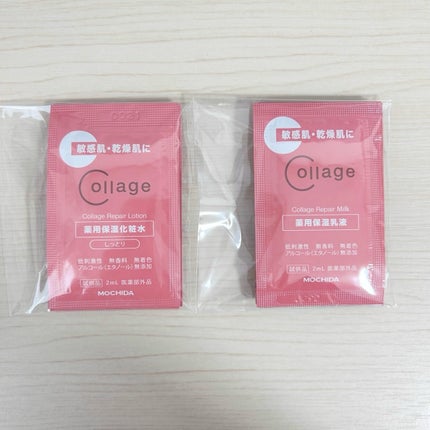 C021
敏感肌・乾燥肌に
Collage
Collage Repair Lotion
薬用保湿化粧水
しっとり
低刺激性 無香料 無着色
アルコール(エタノール)無添加
試供品 2mL 医薬部外品
MOCHIDA
敏感肌・乾燥肌に
Collage
Collage Repair Milk
薬用保湿乳液
低刺激性 無香料 無着色
アルコール(エタノール)無添加
試供品 2mL 医薬部外品
MOCHIDA